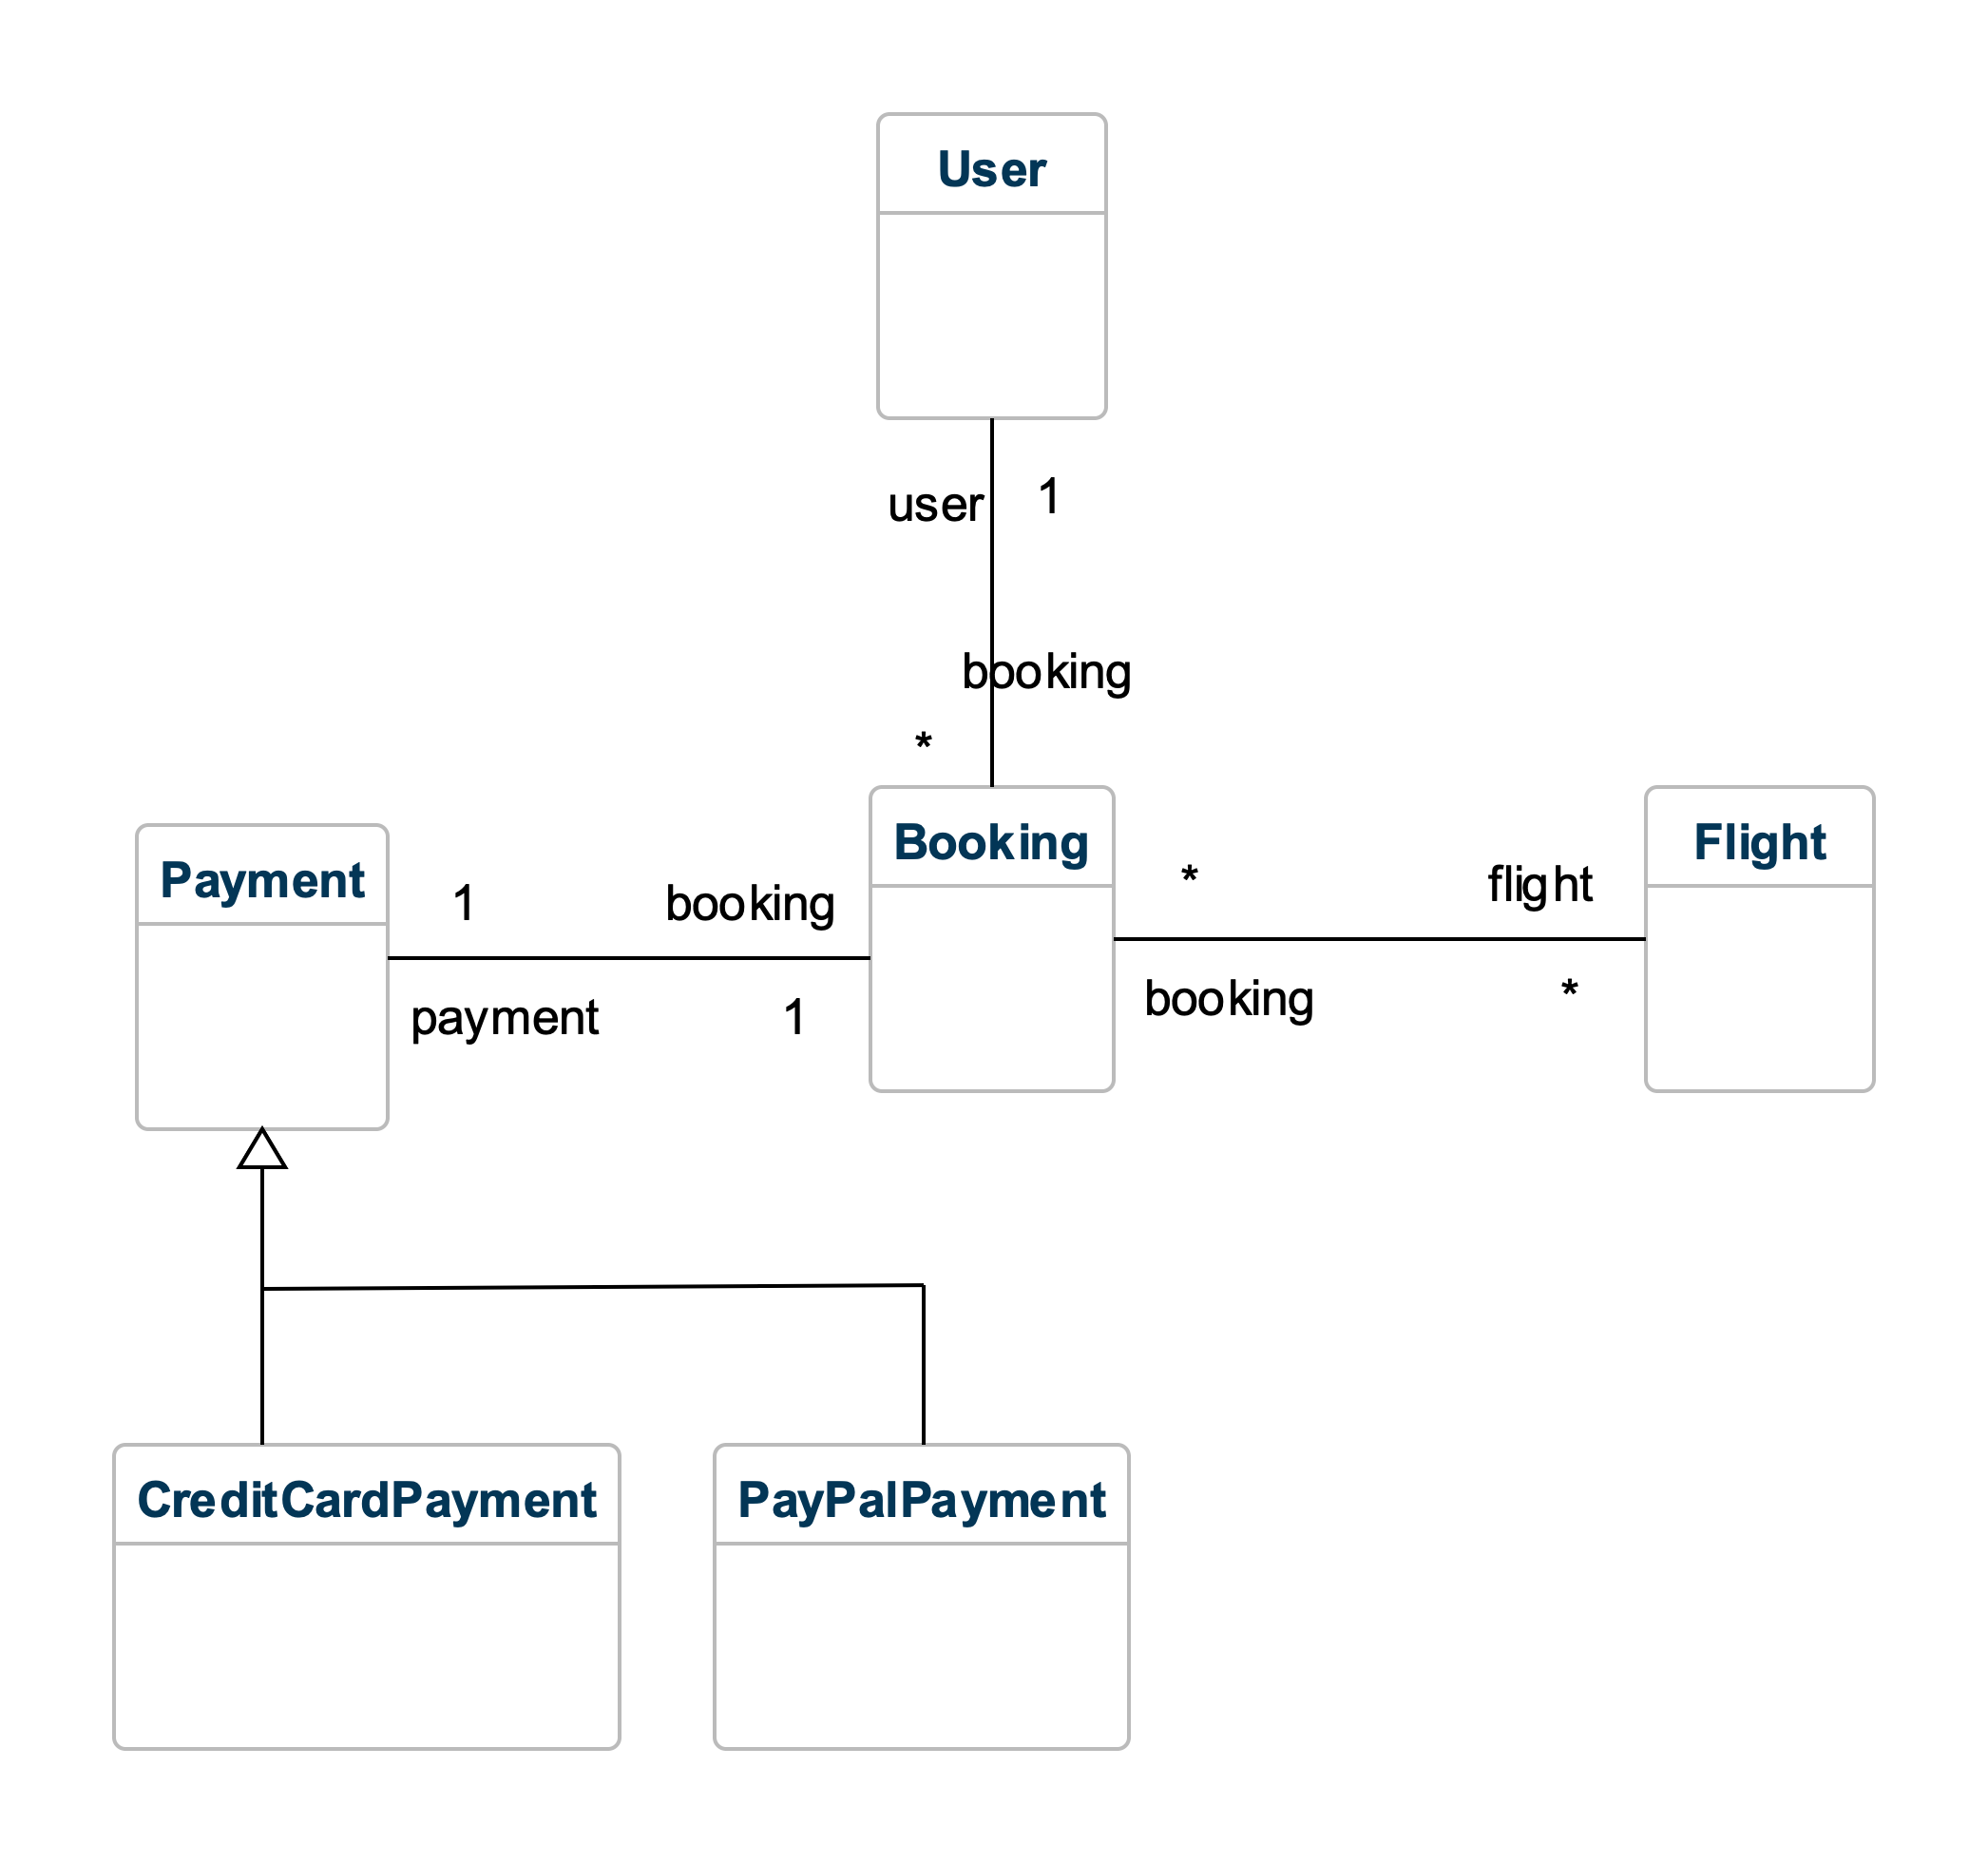 User
user
1
booking
*
Booking
Flight
Payment
1
booking
*
flight
payment
1
booking
*
CreditCardPayment
PayPalPayment